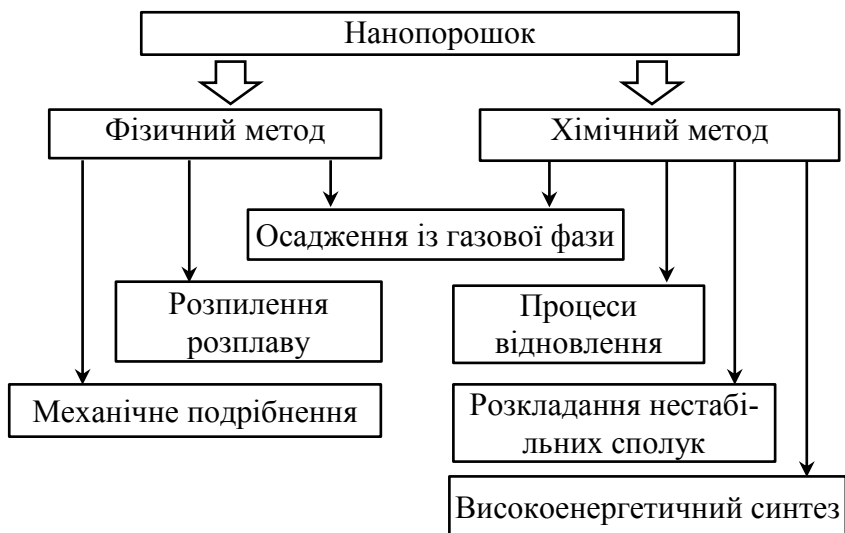 Нанопорошок
Фізичний метод
Хімічний метод
Осадження із газової фази
Розпилення
розплаву
Процеси
відновлення
Механічне подрібнення
Розкладання нестабі-
льних сполук
Високоенергетичний синтез